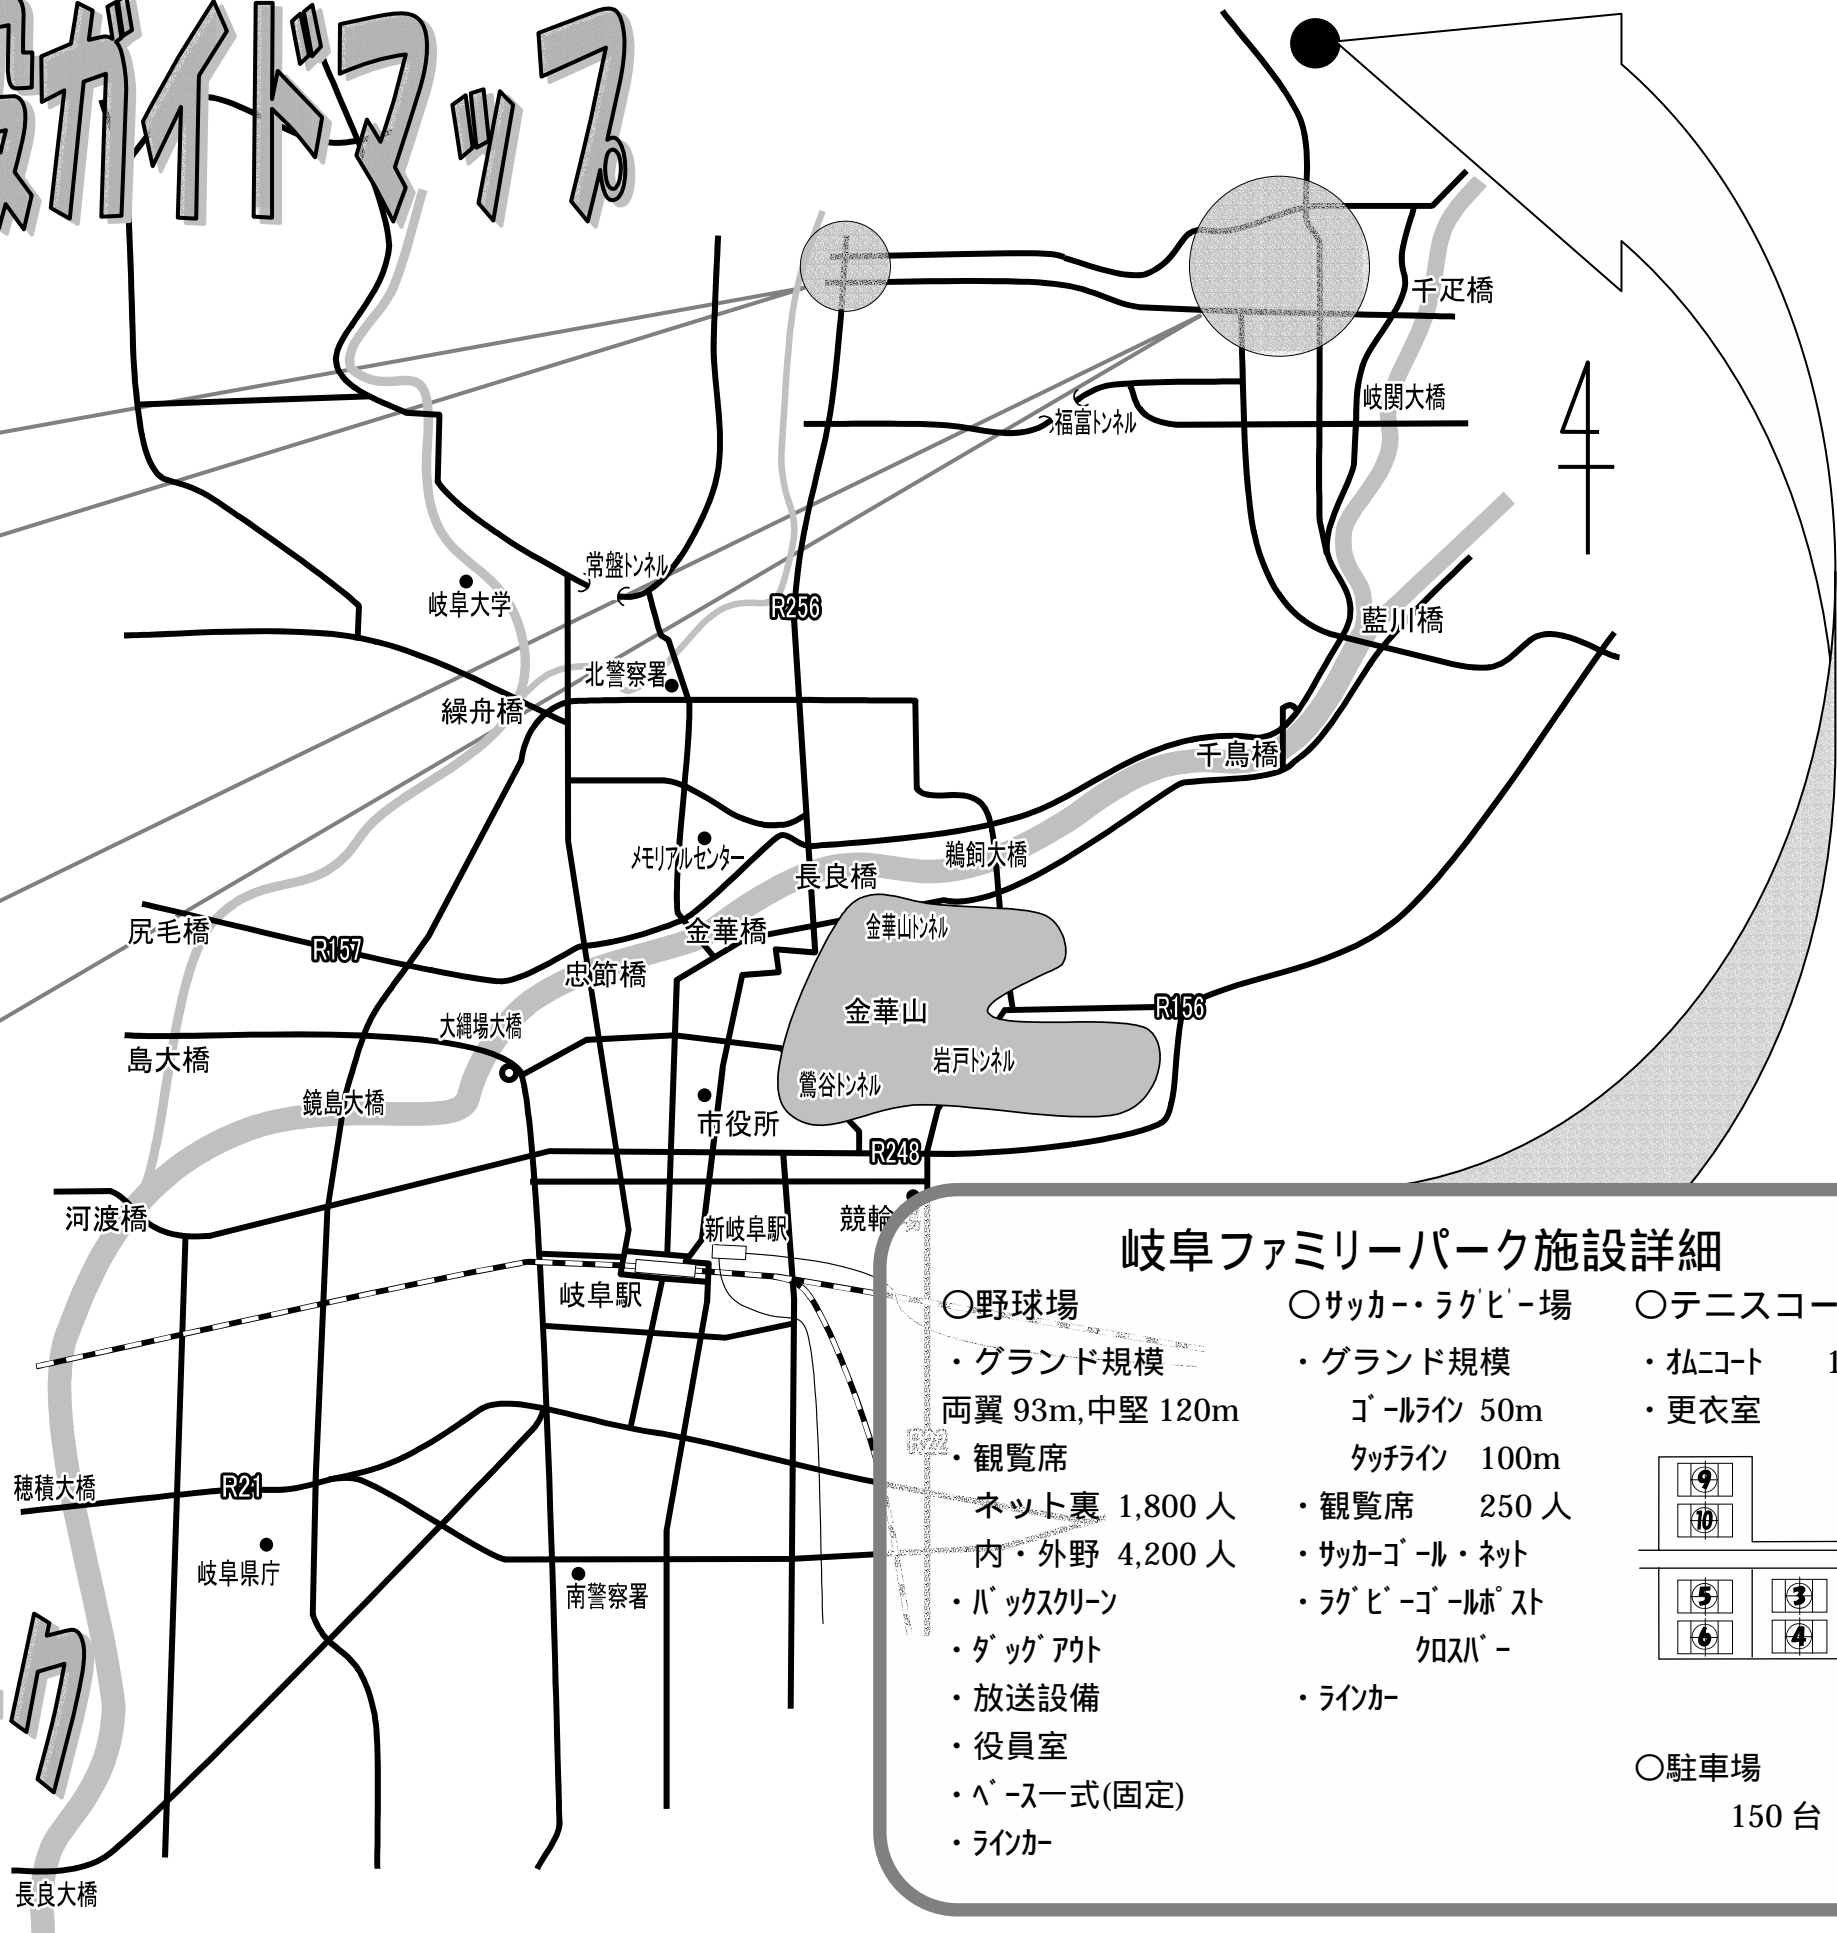 ガイドマップ
千疋橋
岐関大橋
福富トンネル
常盤トンネル
岐阜大学
R256
藍川橋
北警察署
繰舟橋
千鳥橋
メモリアルセンター
鵜飼大橋
長良橋
尻毛橋
R157
金華橋
金華山トンネル
忠節橋
大縄場大橋
金華山
R156
島大橋
岩戸トンネル
鶯谷トンネル
鏡島大橋
市役所
R248
河渡橋
新岐阜駅
競輪場
岐阜駅
R22
穂積大橋
R21
岐阜県庁
南警察署
長良大橋
ク
岐阜ファミリーパーク施設詳細
○野球場
・グランド規模
両翼 93m,中堅 120m
・観覧席
ネット裏 1,800 人
内・外野 4,200 人
・バックスクリーン
・ダッグアウト
・放送設備
・役員室
・ベース一式(固定)
・ラインカー
○サッカー・ラグビー場
・グランド規模
ゴールライン 50m
タッチライン 100m
・観覧席 250 人
・サッカーゴール・ネット
・ラグビーゴールポスト
クロスバー
・ラインカー
○テニスコー
・オムニコート 1
・更衣室
9
10
5 3
6 4
○駐車場
150 台